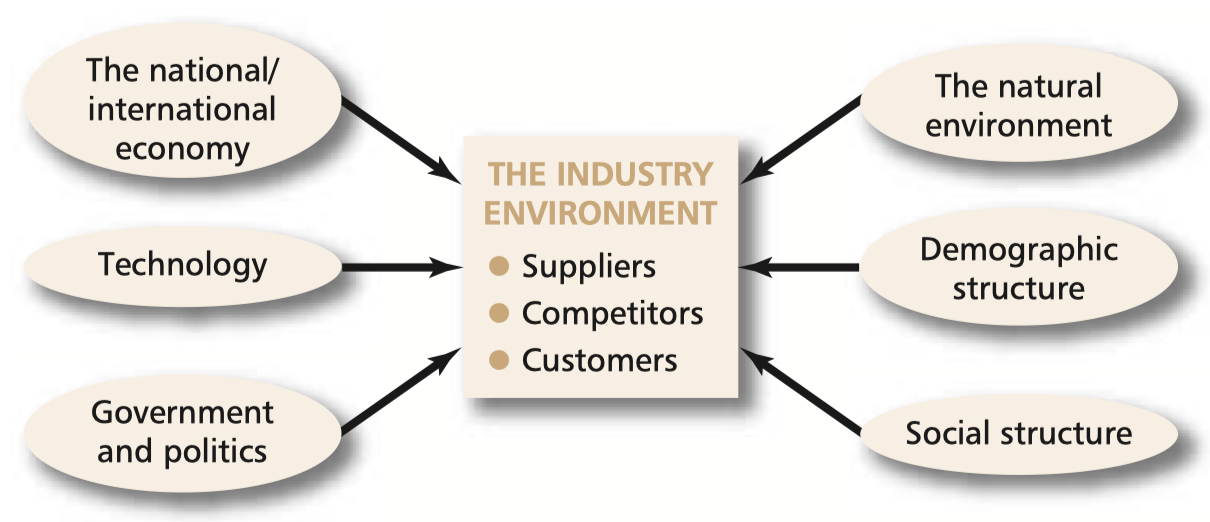 The national/
international
economy
Technology
Government
and politics
THE INDUSTRY
ENVIRONMENT
Suppliers
Competitors
Customers
The natural
environment
Demographic
structure
Social structure